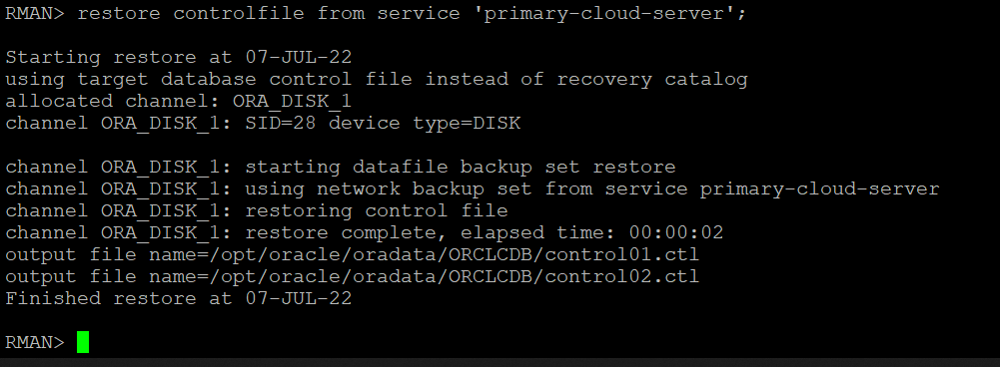 RMAN> restore controlfile from service 'primary-cloud-server';
Starting restore at 07-JUL-22
using target database control file instead of recovery catalog
allocated channel: ORA_DISK_1
channel ORA_DISK_1: SID=28 device type=DISK
channel ORA_DISK_1: starting datafile backup set restore
channel ORA_DISK_1: using network backup set from service primary-cloud-server
channel ORA_DISK_1: restoring control file
channel ORA_DISK_1: restore complete, elapsed time: 00:00:02
output file name=/opt/oracle/oradata/ORCLCDB/control01.ctl
output file name=/opt/oracle/oradata/ORCLCDB/control02.ctl
Finished restore at 07-JUL-22
RMAN>